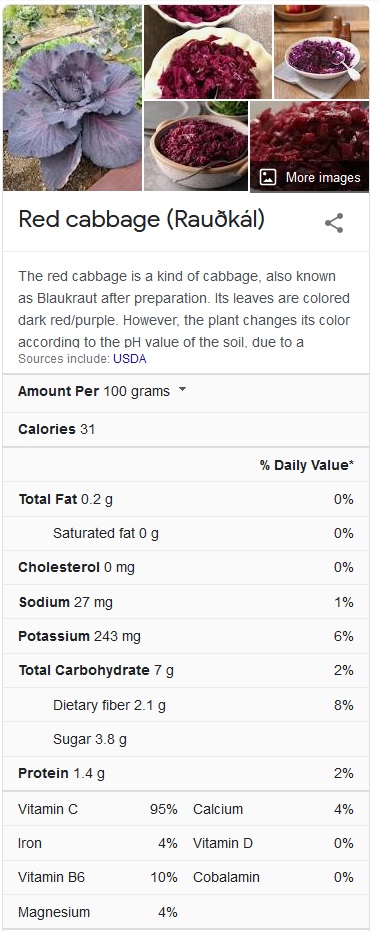 More images
Red cabbage (Rauðkál)
The red cabbage is a kind of cabbage, also known
as Blaukraut after preparation. Its leaves are colored
dark red/purple. However, the plant changes its color
according to the pH value of the soil, due to a
Sources include: USDA
Amount Per 100 grams
Calories 31
% Daily Value*
Total Fat 0.2 g 0%
Saturated fat 0 g 0%
Cholesterol 0 mg 0%
Sodium 27 mg 1%
Potassium 243 mg 6%
Total Carbohydrate 7 g 2%
Dietary fiber 2.1 g 8%
Sugar 3.8 g
Protein 1.4 g 2%
Vitamin C 95% Calcium 4%
Iron 4% Vitamin D 0%
Vitamin B6 10% Cobalamin 0%
Magnesium 4%